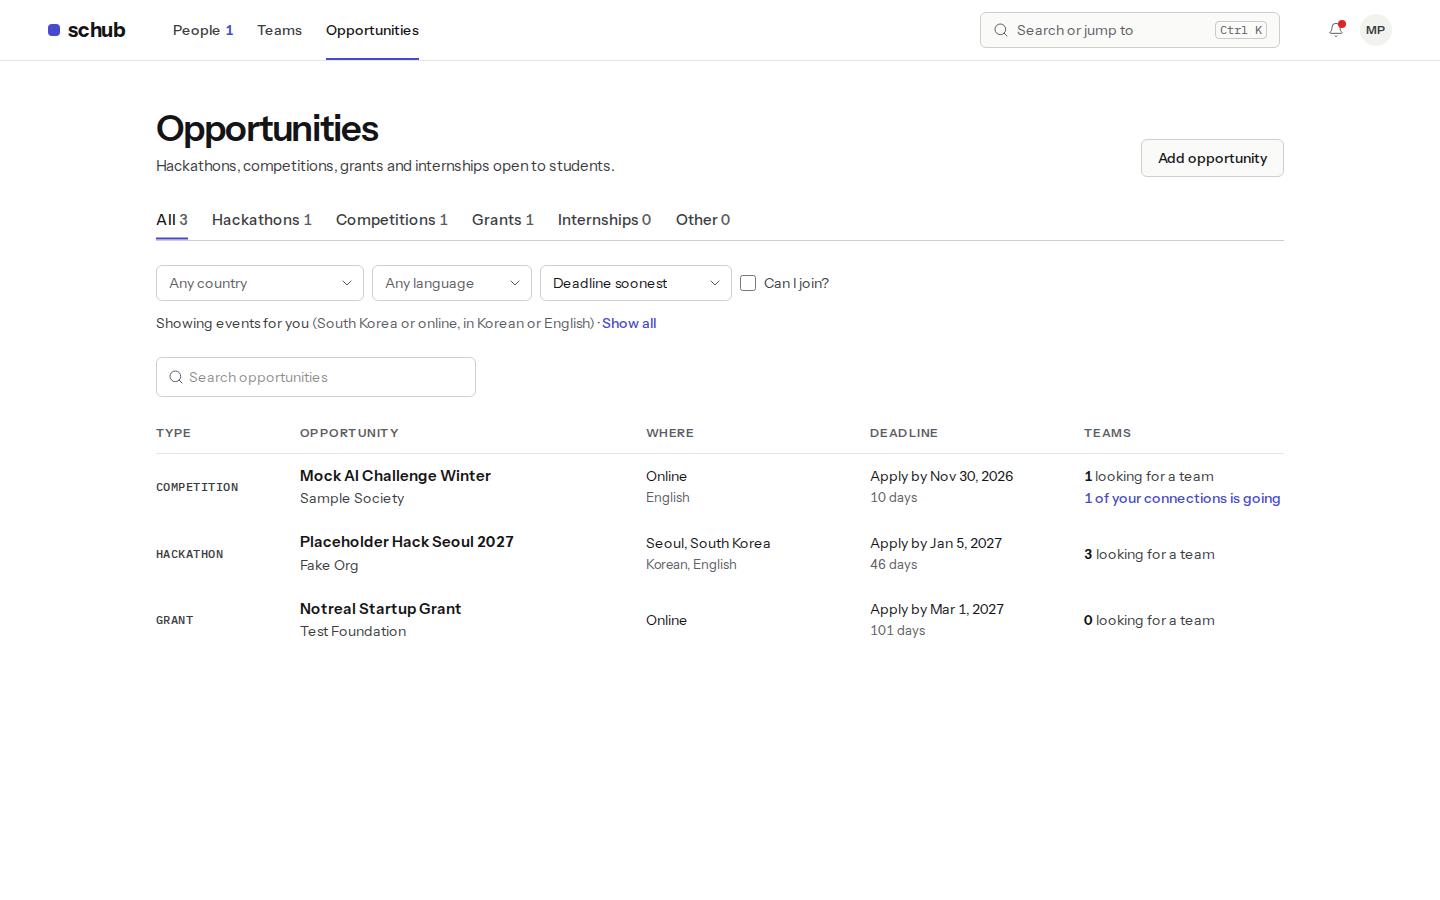 schub
People 1
Teams
Opportunities
Search or jump to
Ctrl K
MP
Opportunities
Hackathons, competitions, grants and internships open to students.
Add opportunity
All 3
Hackathons 1
Competitions 1
Grants 1
Internships 0
Other 0
Any country
Any language
Deadline soonest
Can I join?
Showing events for you (South Korea or online, in Korean or English) · Show all
Search opportunities
TYPE
OPPORTUNITY
WHERE
DEADLINE
TEAMS
COMPETITION
Mock AI Challenge Winter
Sample Society
Online
English
Apply by Nov 30, 2026
10 days
1 looking for a team
1 of your connections is going
HACKATHON
Placeholder Hack Seoul 2027
Fake Org
Seoul, South Korea
Korean, English
Apply by Jan 5, 2027
46 days
3 looking for a team
GRANT
Notreal Startup Grant
Test Foundation
Online
Apply by Mar 1, 2027
101 days
0 looking for a team